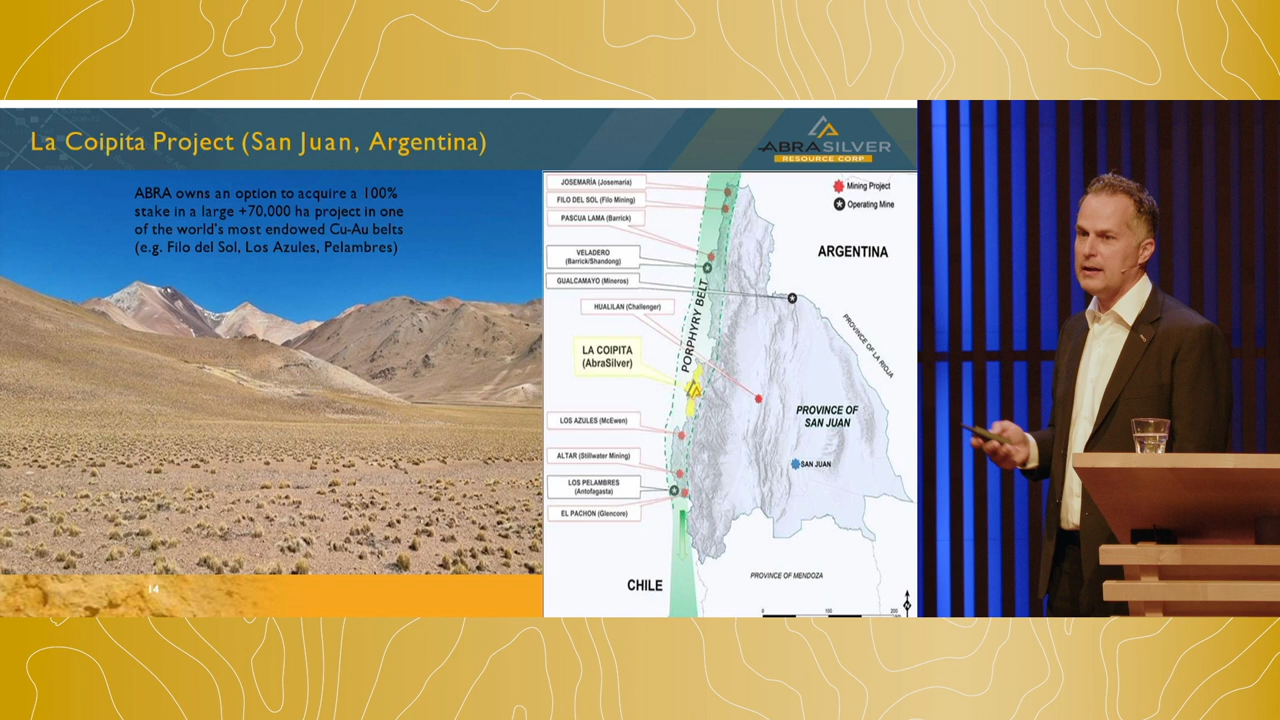 La Coipita Project (San Juan, Argentina)
ABRASILVER
RESOURCE CORP
ABRA owns an option to acquire a 100%
stake in a large +70,000 ha project in one
of the world's most endowed Cu-Au belts
(e.g. Filo del Sol, Los Azules, Pelambres)
14
JOSEMARÍA (Josemaria)
FILO DEL SOL (Filo Mining)
PASCUA LAMA (Barrick)
VELADERO
(Barrick/Shandong)
GUALCAMAYO (Mineros)
HUALILAN (Challenger)
LA COIPITA
(AbraSilver)
LOS AZULES (McEwen)
ALTAR (Stillwater Mining)
LOS PELAMBRES
(Antofagasta)
EL PACHON (Glencore)
PORPHYRY BELT
Mining Project
Operating Mine
ARGENTINA
PROVINCE OF LA RIOJA
PROVINCE OF
SAN JUAN
SAN JUAN
CHILE
PROVINCE OF MENDOZA
0 100 200
N